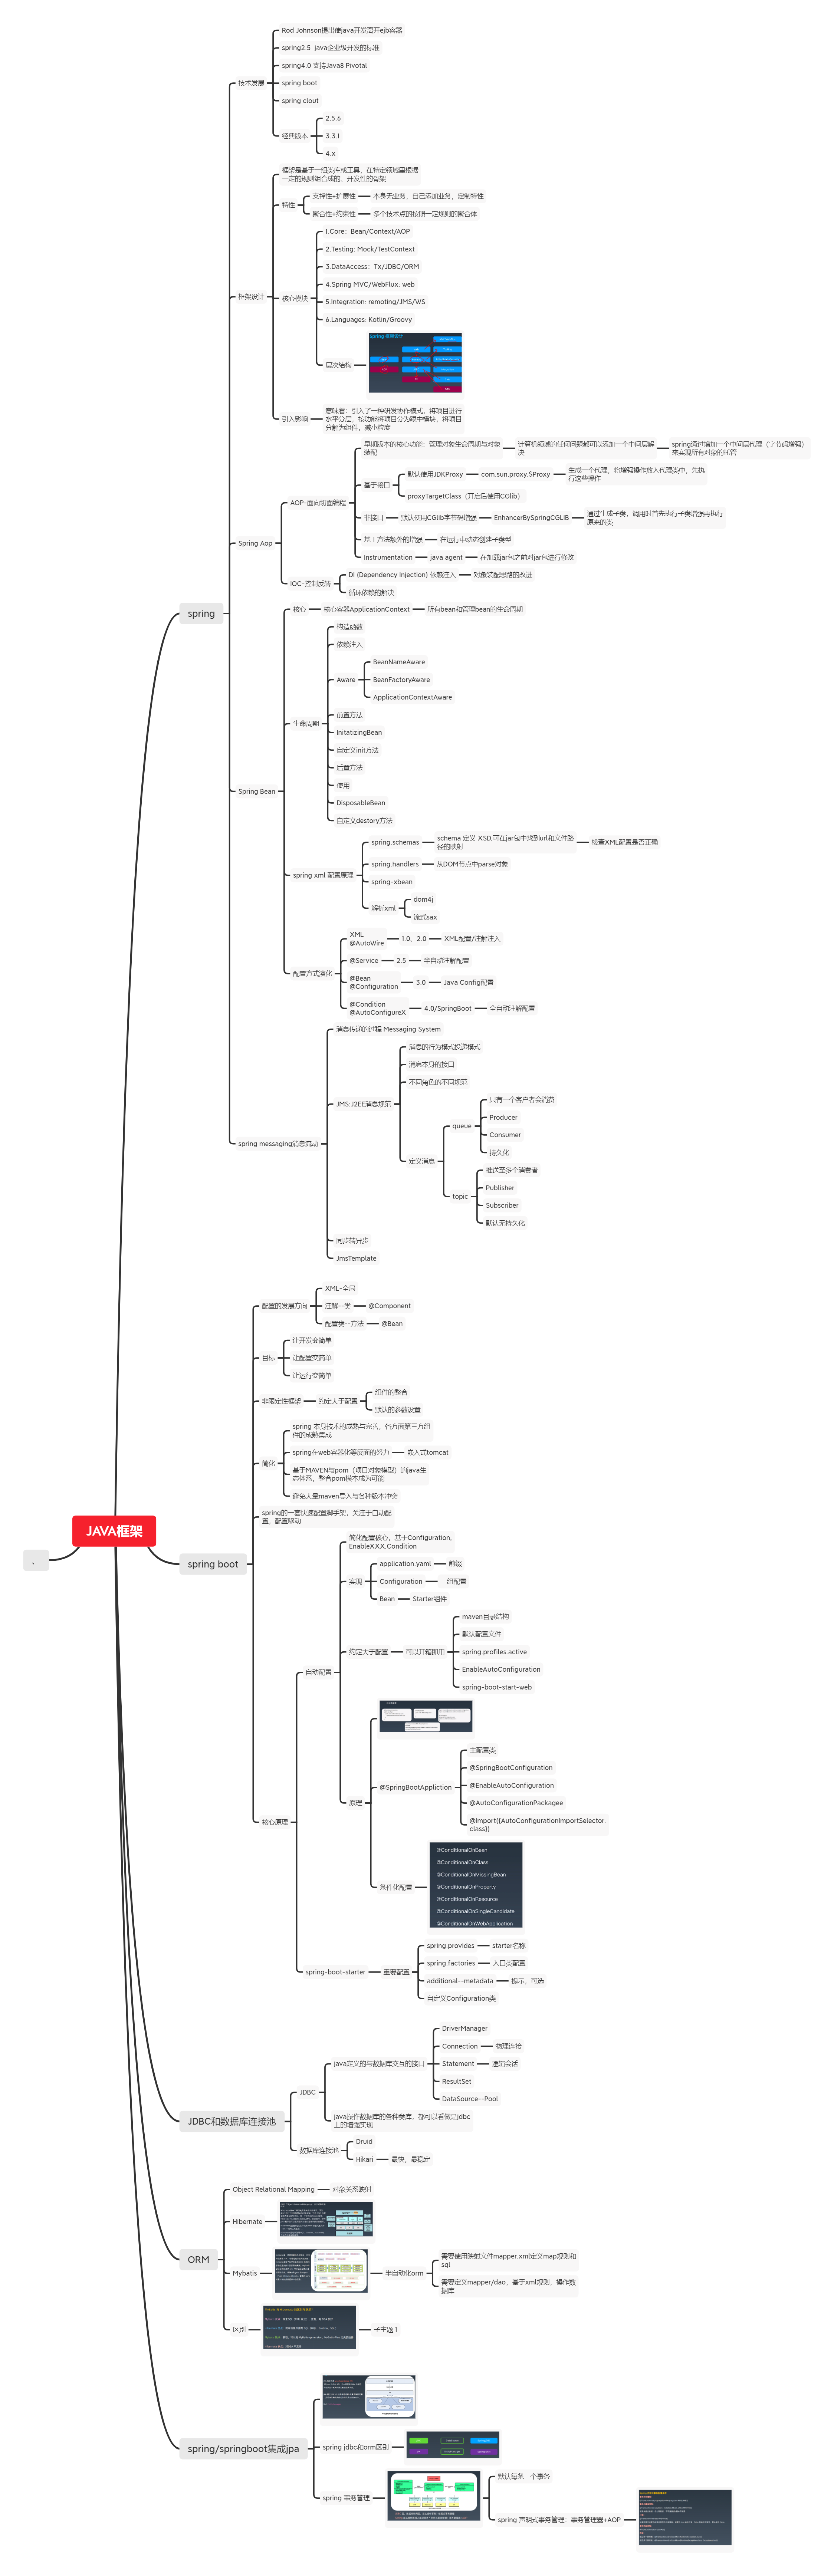 Rod Johnson提出使java开发离开ejb容器
spring2.5 java企业级开发的标准
spring4.0 支持Java8 Pivotal
技术发展
spring boot
spring clout
2.5.6
经典版本
3.3.1
4.x
框架是基于一组类库或工具，在特定领域里根据
一定的规则组合成的、开发性的骨架
支撑性+扩展性
本身无业务，自己添加业务，定制特性
特性
聚合性+约束性
多个技术点的按照一定规则的聚合体
1.Core：Bean/Context/AOP
2.Testing: Mock/TestContext
3.DataAccess：Tx/JDBC/ORM
4.Spring MVC/WebFlux: web
框架设计
核心模块
5.Integration: remoting/JMS/WS
6.Languages: Kotlin/Groovy
层次结构
引入影响
意味着：引入了一种研发协作模式，将项目进行
水平分层，按功能将项目分为很中模块，将项目
分解为组件，减小粒度
早期版本的核心功能：管理对象生命周期与对象
装配
计算机领域的任何问题都可以添加一个中间层解
决
spring通过增加一个中间层代理（字节码增强）
来实现所有对象的托管
基于接口
默认使用JDKProxy
com.sun.proxy.$Proxy
生成一个代理，将增强操作放入代理类中，先执
行这些操作
proxyTargetClass（开启后使用CGlib）
AOP-面向切面编程
非接口
默认使用CGlib字节码增强
EnhancerBySpringCGLIB
通过生成子类，调用时首先执行子类增强再执行
原来的类
基于方法额外的增强
在运行中动态创建子类型
Spring Aop
Instrumentation
java agent
在加载jar包之前对jar包进行修改
IOC-控制反转
DI (Dependency Injection) 依赖注入
对象装配思路的改进
循环依赖的解决
spring
核心
核心容器ApplicationContext
所有bean和管理bean的生命周期
构造函数
依赖注入
BeanNameAware
Aware
BeanFactoryAware
ApplicationContextAware
前置方法
生命周期
InitatizingBean
自定义init方法
后置方法
使用
Spring Bean
DisposableBean
自定义destory方法
spring.schemas
schema 定义 XSD,可在jar包中找到url和文件路
径的映射
检查XML配置是否正确
spring.handlers
从DOM节点中parse对象
spring xml 配置原理
spring-xbean
解析xml
dom4j
流式sax
XML
@AutoWire
1.0、2.0
XML配置/注解注入
@Service
2.5
半自动注解配置
配置方式演化
@Bean
@Configuration
3.0
Java Config配置
@Condition
@AutoConfigureX
4.0/SpringBoot
全自动注解配置
消息传递的过程 Messaging System
消息的行为模式投递模式
消息本身的接口
不同角色的不同规范
JMS:J2EE消息规范
只有一个客户者会消费
queue
Producer
Consumer
持久化
spring messaging消息流动
定义消息
推送至多个消费者
Publisher
topic
Subscriber
默认无持久化
同步转异步
JmsTemplate
XML-全局
配置的发展方向
注解--类
@Component
配置类--方法
@Bean
让开发变简单
目标
让配置变简单
让运行变简单
非限定性框架
约定大于配置
组件的整合
默认的参数设置
spring 本身技术的成熟与完善，各方面第三方组
件的成熟集成
spring在web容器化等反面的努力
嵌入式tomcat
简化
基于MAVEN与pom（项目对象模型）的java生
态体系，整合pom模本成为可能
避免大量maven导入与各种版本冲突
spring的一套快速配置脚手架，关注于自动配
置，配置驱动
JAVA框架
、
spring boot
简化配置核心，基于Configuration,
EnableXXX,Condition
application.yaml
前缀
实现
Configuration
一组配置
Bean
Starter组件
maven目录结构
默认配置文件
约定大于配置
可以开箱即用
spring.profiles.active
EnableAutoConfiguration
spring-boot-start-web
自动配置
主配置类
@SpringBootConfiguration
@SpringBootAppliction
@EnableAutoConfiguration
原理
@AutoConfigurationPackagee
@Import({AutoConfigurationImportSelector.
class})
核心原理
条件化配置
@ConditionalOnBean
@ConditionalOnClass
@ConditionalOnMissingBean
@ConditionalOnProperty
@ConditionalOnResource
@ConditionalOnSingleCandidate
@ConditionalOnWebApplication
spring.provides
starter名称
spring.factories
入口类配置
spring-boot-starter
重要配置
additional--metadata
提示，可选
自定义Configuration类
DriverManager
Connection
物理连接
java定义的与数据库交互的接口
Statement
逻辑会话
ResultSet
JDBC
DataSource--Pool
java操作数据库的各种类库，都可以看做是jdbc
上的增强实现
JDBC和数据库连接池
数据库连接池
Druid
Hikari
最快，最稳定
Object Relational Mapping
对象关系映射
Hibernate
ORM
Mybatis
半自动化orm
需要使用映射文件mapper.xml定义map规则和
sql
需要定义mapper/dao，基于xml规则，操作数
据库
区别
子主题 1
spring/springboot集成jpa
spring jdbc和orm区别
spring 事务管理
默认每条一个事务
spring 声明式事务管理：事务管理器+AOP